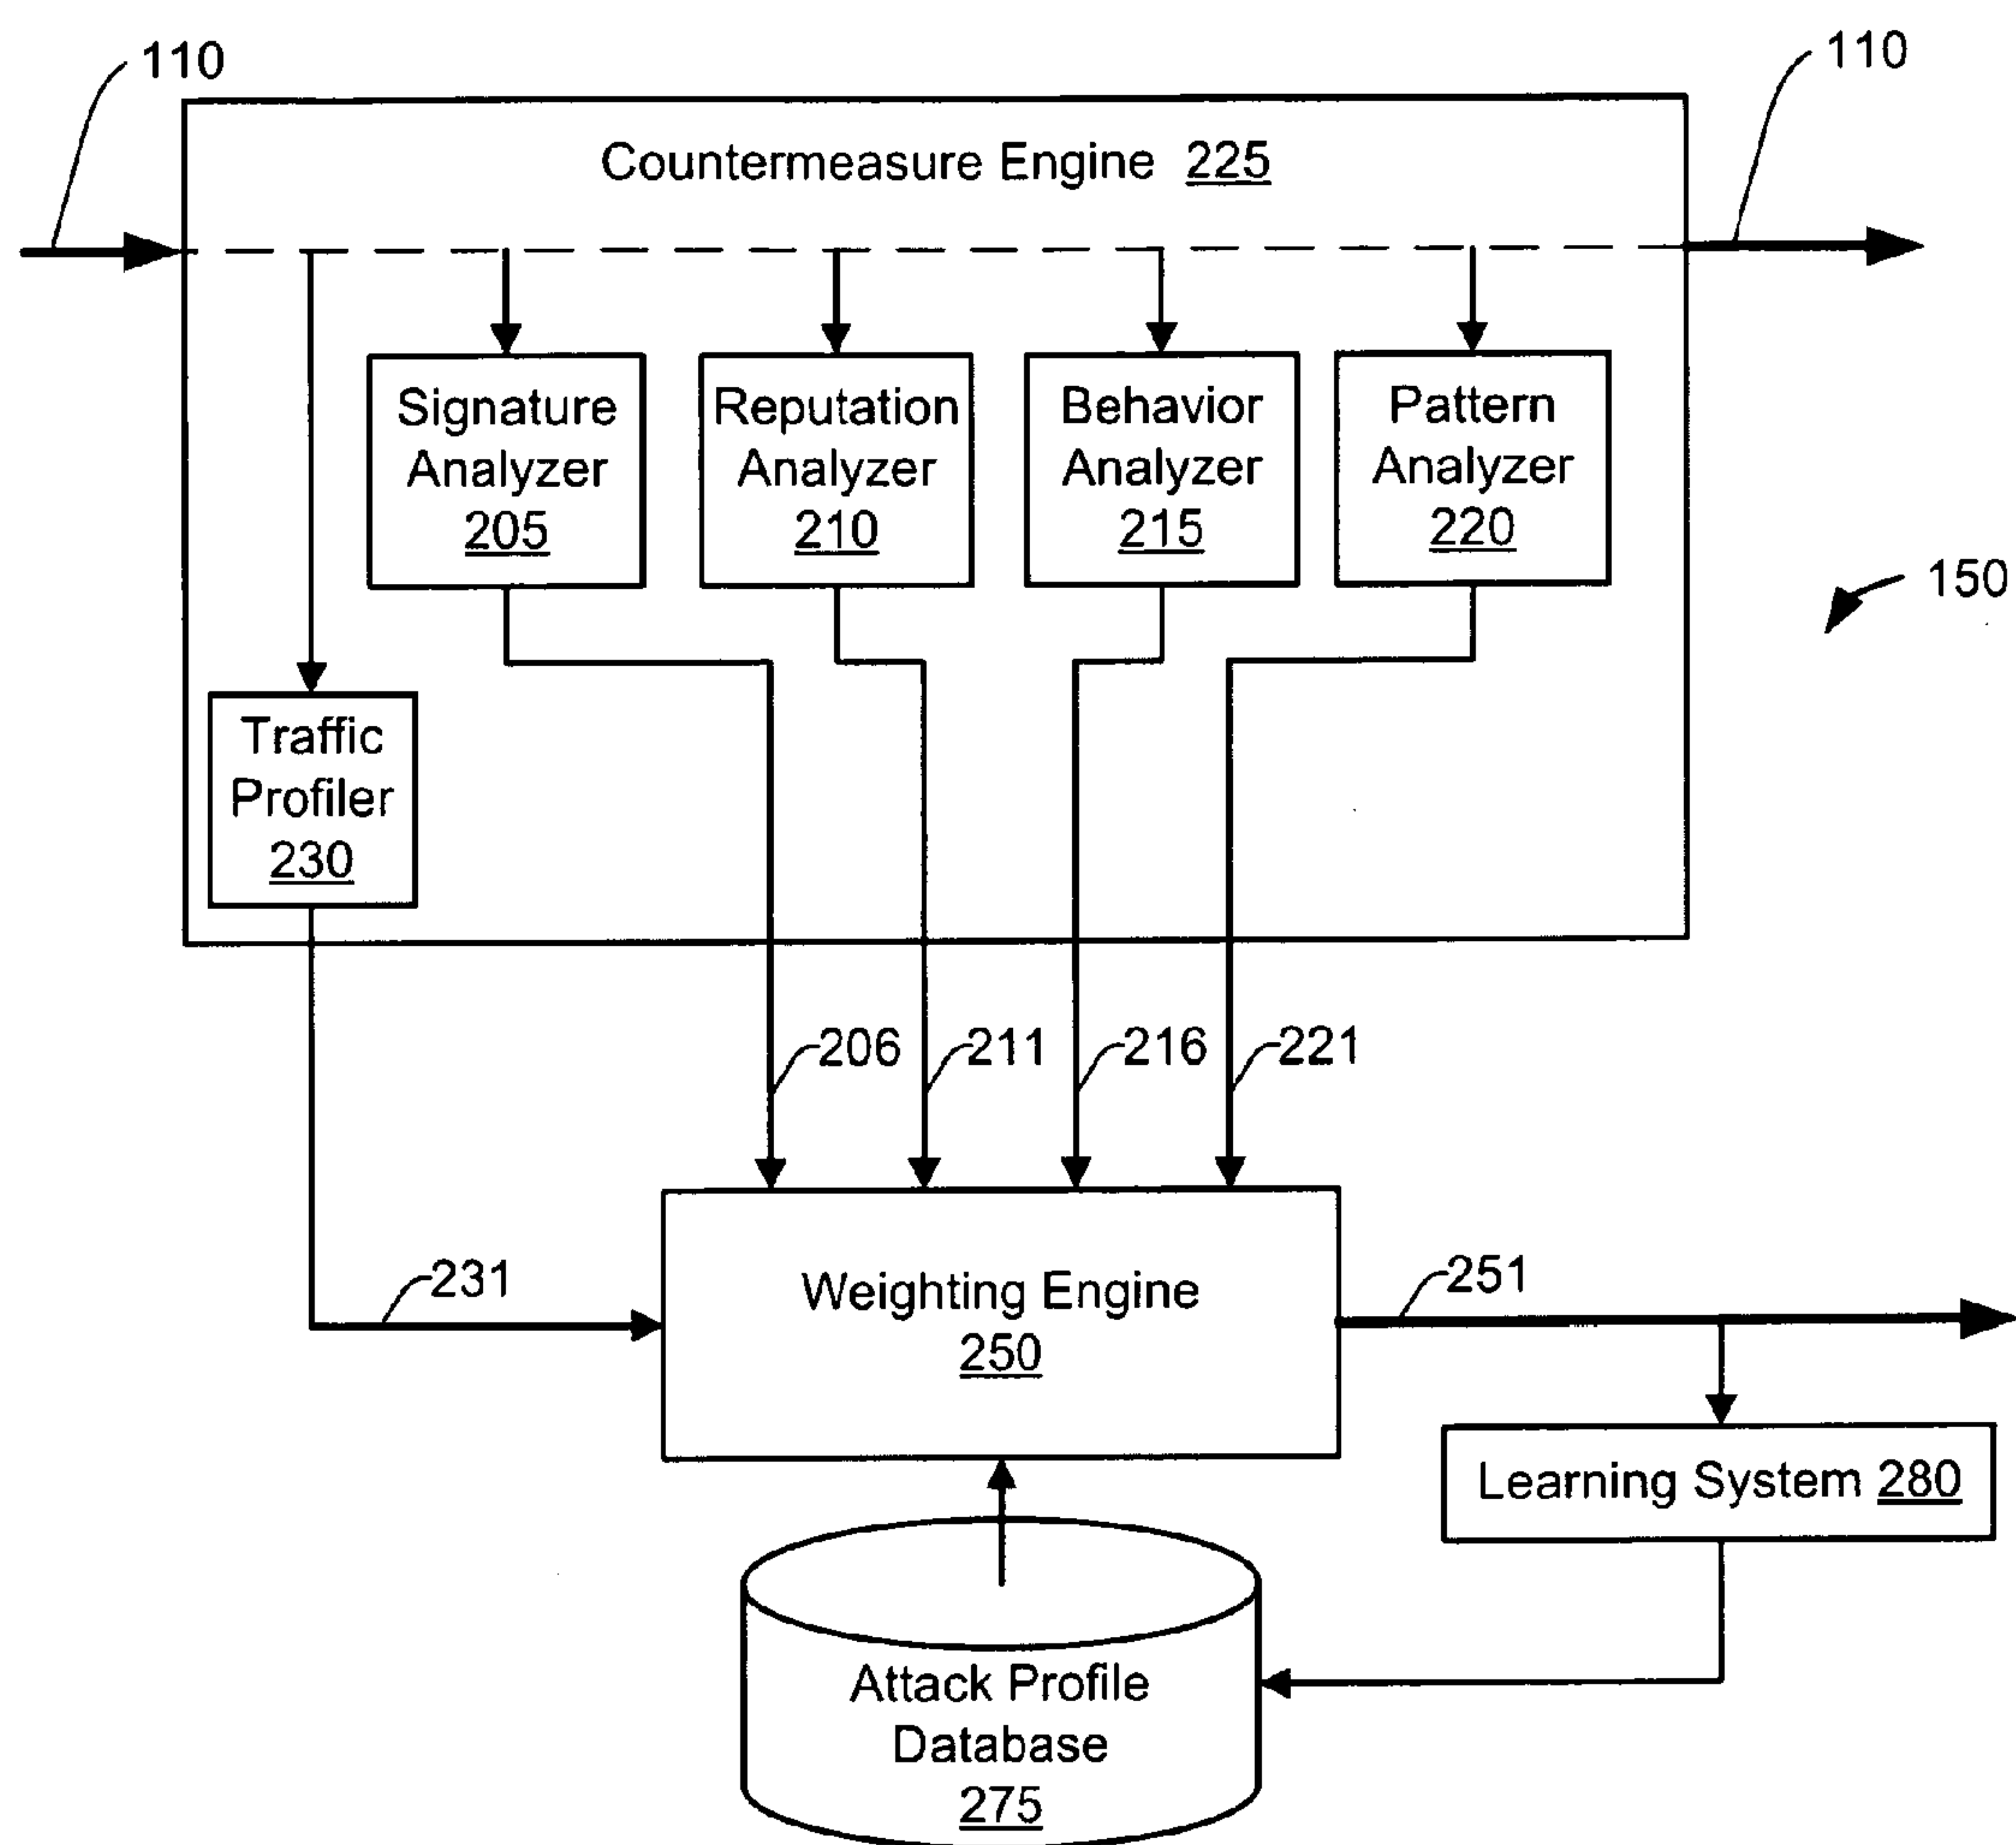 110
110
Countermeasure Engine 225
Signature
Analyzer
205
Reputation
Analyzer
210
Behavior
Analyzer
215
Pattern
Analyzer
220
150
Traffic
Profiler
230
206
211
216
221
231
Weighting Engine
250
251
Learning System 280
Attack Profile
Database
275